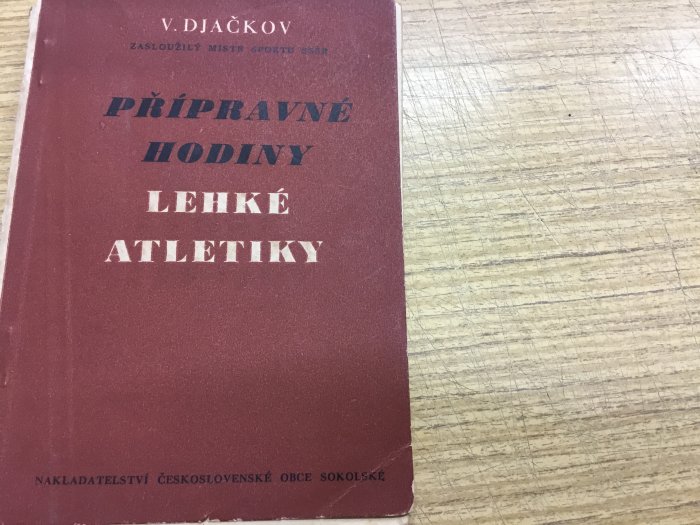 V. DJAČKOV
ZASLOUŽILÝ MISTR SPORTU SSSR
PŘÍPRAVNÉ
HODINY
LEHKÉ
ATLETIKY
NAKLADATELSTVÍ ČESKOSLOVENSKÉ OBCE SOKOLSKÉ